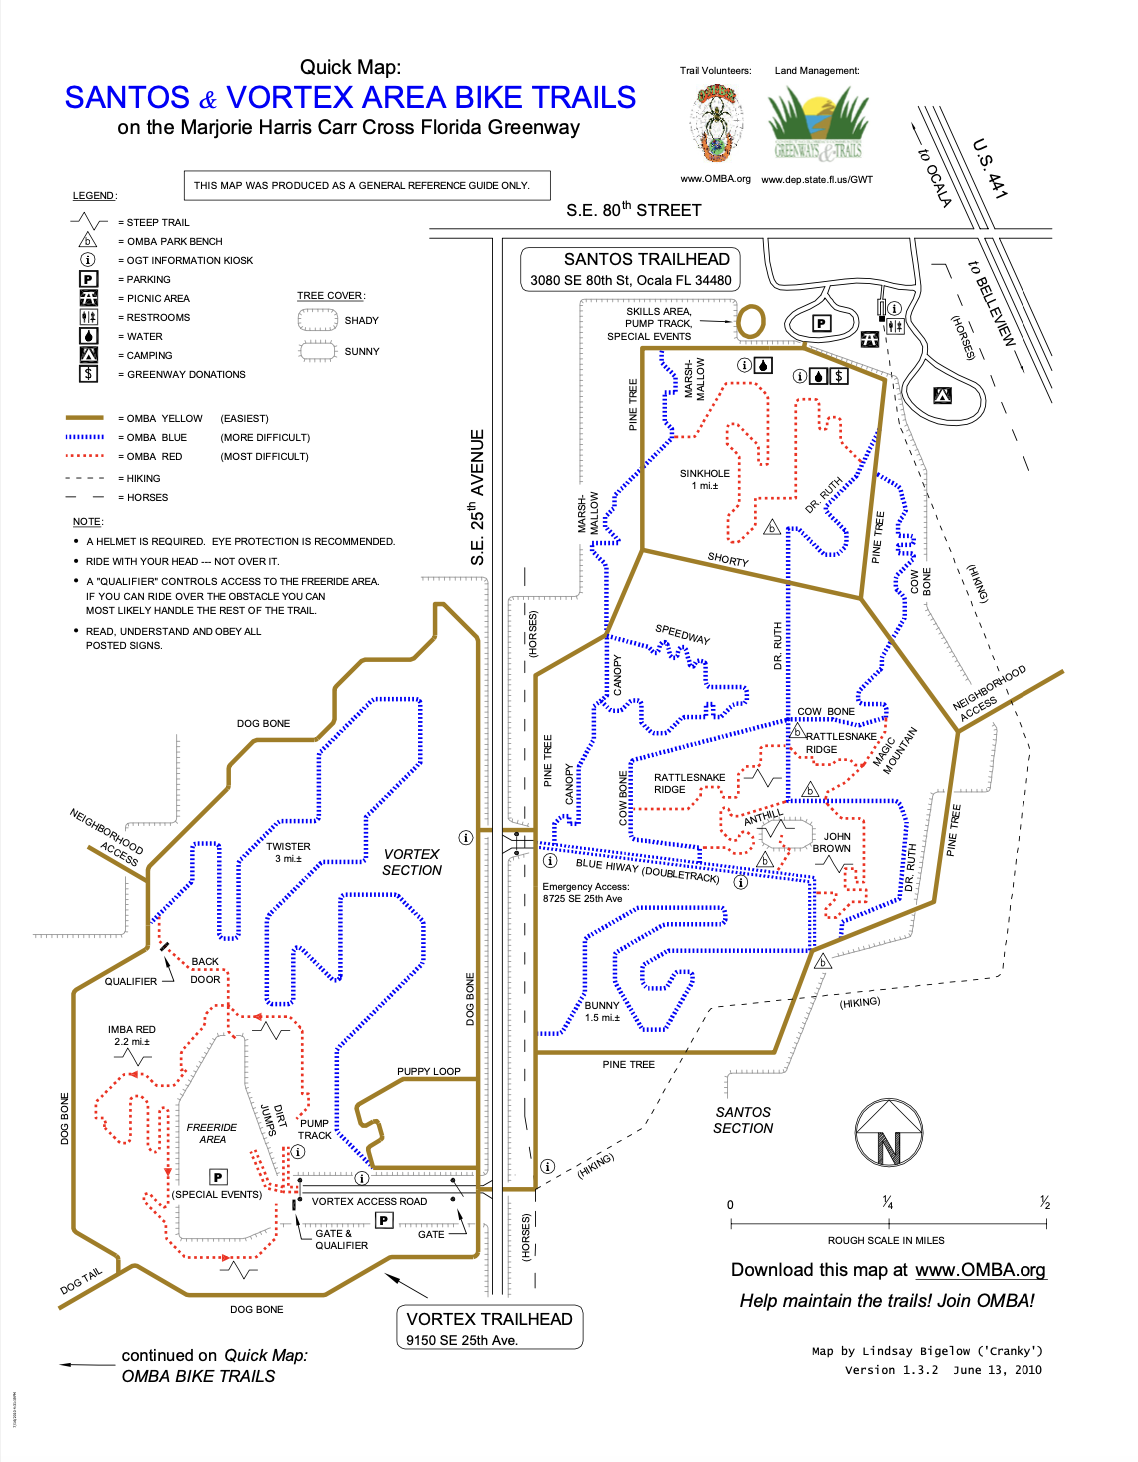 Quick Map:
SANTOS & VORTEX AREA BIKE TRAILS
on the Marjorie Harris Carr Cross Florida Greenway
Trail Volunteers:
Land Management:
GREENWAYS & TRAILS
www.OMBA.org
www.dep.state.fl.us/GWT
THIS MAP WAS PRODUCED AS A GENERAL REFERENCE GUIDE ONLY.
LEGEND:
= STEEP TRAIL
b = OMBA PARK BENCH
i = OGT INFORMATION KIOSK
P = PARKING
= PICNIC AREA
= RESTROOMS
= WATER
= CAMPING
$ = GREENWAY DONATIONS
TREE COVER:
SHADY
SUNNY
= OMBA YELLOW (EASIEST)
= OMBA BLUE (MORE DIFFICULT)
= OMBA RED (MOST DIFFICULT)
= HIKING
= HORSES
NOTE:
• A HELMET IS REQUIRED. EYE PROTECTION IS RECOMMENDED.
• RIDE WITH YOUR HEAD --- NOT OVER IT.
• A "QUALIFIER" CONTROLS ACCESS TO THE FREERIDE AREA.
IF YOU CAN RIDE OVER THE OBSTACLE YOU CAN
MOST LIKELY HANDLE THE REST OF THE TRAIL.
• READ, UNDERSTAND AND OBEY ALL
POSTED SIGNS.
S.E. 80th STREET
U.S. 441
to OCALA
to BELLEVIEW
(HORSES)
SANTOS TRAILHEAD
3080 SE 80th St, Ocala FL 34480
SKILLS AREA,
PUMP TRACK,
SPECIAL EVENTS
P
i
i
i
$
PINE TREE
MARSH-
MALLOW
SINKHOLE
1 mi.±
DR. RUTH
b
PINE TREE
COW
BONE
(HIKING)
MARSH-
MALLOW
SHORTY
S.E. 25th AVENUE
(HORSES)
SPEEDWAY
CANOPY
DR. RUTH
NEIGHBORHOOD
ACCESS
COW BONE
b
RATTLESNAKE
RIDGE
MAGIC
MOUNTAIN
PINE TREE
CANOPY
COW BONE
RATTLESNAKE
RIDGE
b
ANTHILL
JOHN
BROWN
b
DR. RUTH
PINE TREE
i
i
BLUE HIWAY (DOUBLETRACK)
i
Emergency Access:
8725 SE 25th Ave
BUNNY
1.5 mi.±
b
(HIKING)
PINE TREE
SANTOS
SECTION
DOG BONE
NEIGHBORHOOD
ACCESS
TWISTER
3 mi.±
VORTEX
SECTION
BACK
DOOR
QUALIFIER
DOG BONE
IMBA RED
2.2 mi.±
PUPPY LOOP
DOG BONE
FREERIDE
AREA
DIRT
JUMPS
PUMP
TRACK
i
P
(SPECIAL EVENTS)
i
VORTEX ACCESS ROAD
P
GATE &
QUALIFIER
GATE
i
(HIKING)
(HORSES)
DOG TAIL
DOG BONE
VORTEX TRAILHEAD
9150 SE 25th Ave.
N
0 1/4 1/2
ROUGH SCALE IN MILES
Download this map at www.OMBA.org
Help maintain the trails! Join OMBA!
Map by Lindsay Bigelow ('Cranky')
Version 1.3.2 June 13, 2010
continued on Quick Map:
OMBA BIKE TRAILS